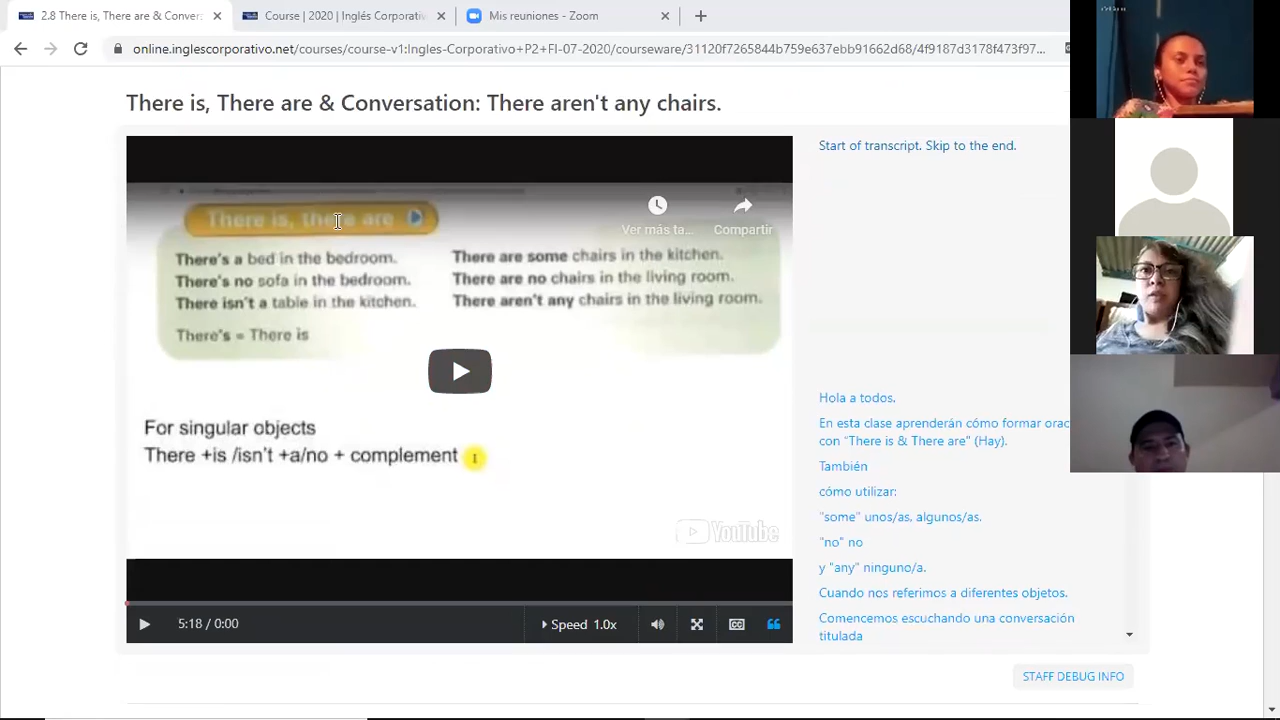 2.8 There is, There are & Convers
Course | 2020 | Inglés Corporativ
Mis reuniones - Zoom
online.inglescorporativo.net/courses/course-v1:Ingles-Corporativo+P2+FI-07-2020/courseware/31120f7265844b759e637ebb91662d68/4f9187d3178f473f97...
There is, There are & Conversation: There aren't any chairs.
There is, there are
Ver más ta...
Compartir
There's a bed in the bedroom.
There's no sofa in the bedroom.
There isn't a table in the kitchen.
There's = There is
There are some chairs in the kitchen.
There are no chairs in the living room.
There aren't any chairs in the living room.
For singular objects
There +is /isn't +a/no + complement
YouTube
5:18 / 0:00
Speed 1.0x
CC
Start of transcript. Skip to the end.
Hola a todos.
En esta clase aprenderán cómo formar orac
con "There is & There are" (Hay).
También
cómo utilizar:
"some" unos/as, algunos/as.
"no" no
y "any" ninguno/a.
Cuando nos referimos a diferentes objetos.
Comencemos escuchando una conversación
titulada
STAFF DEBUG INFO